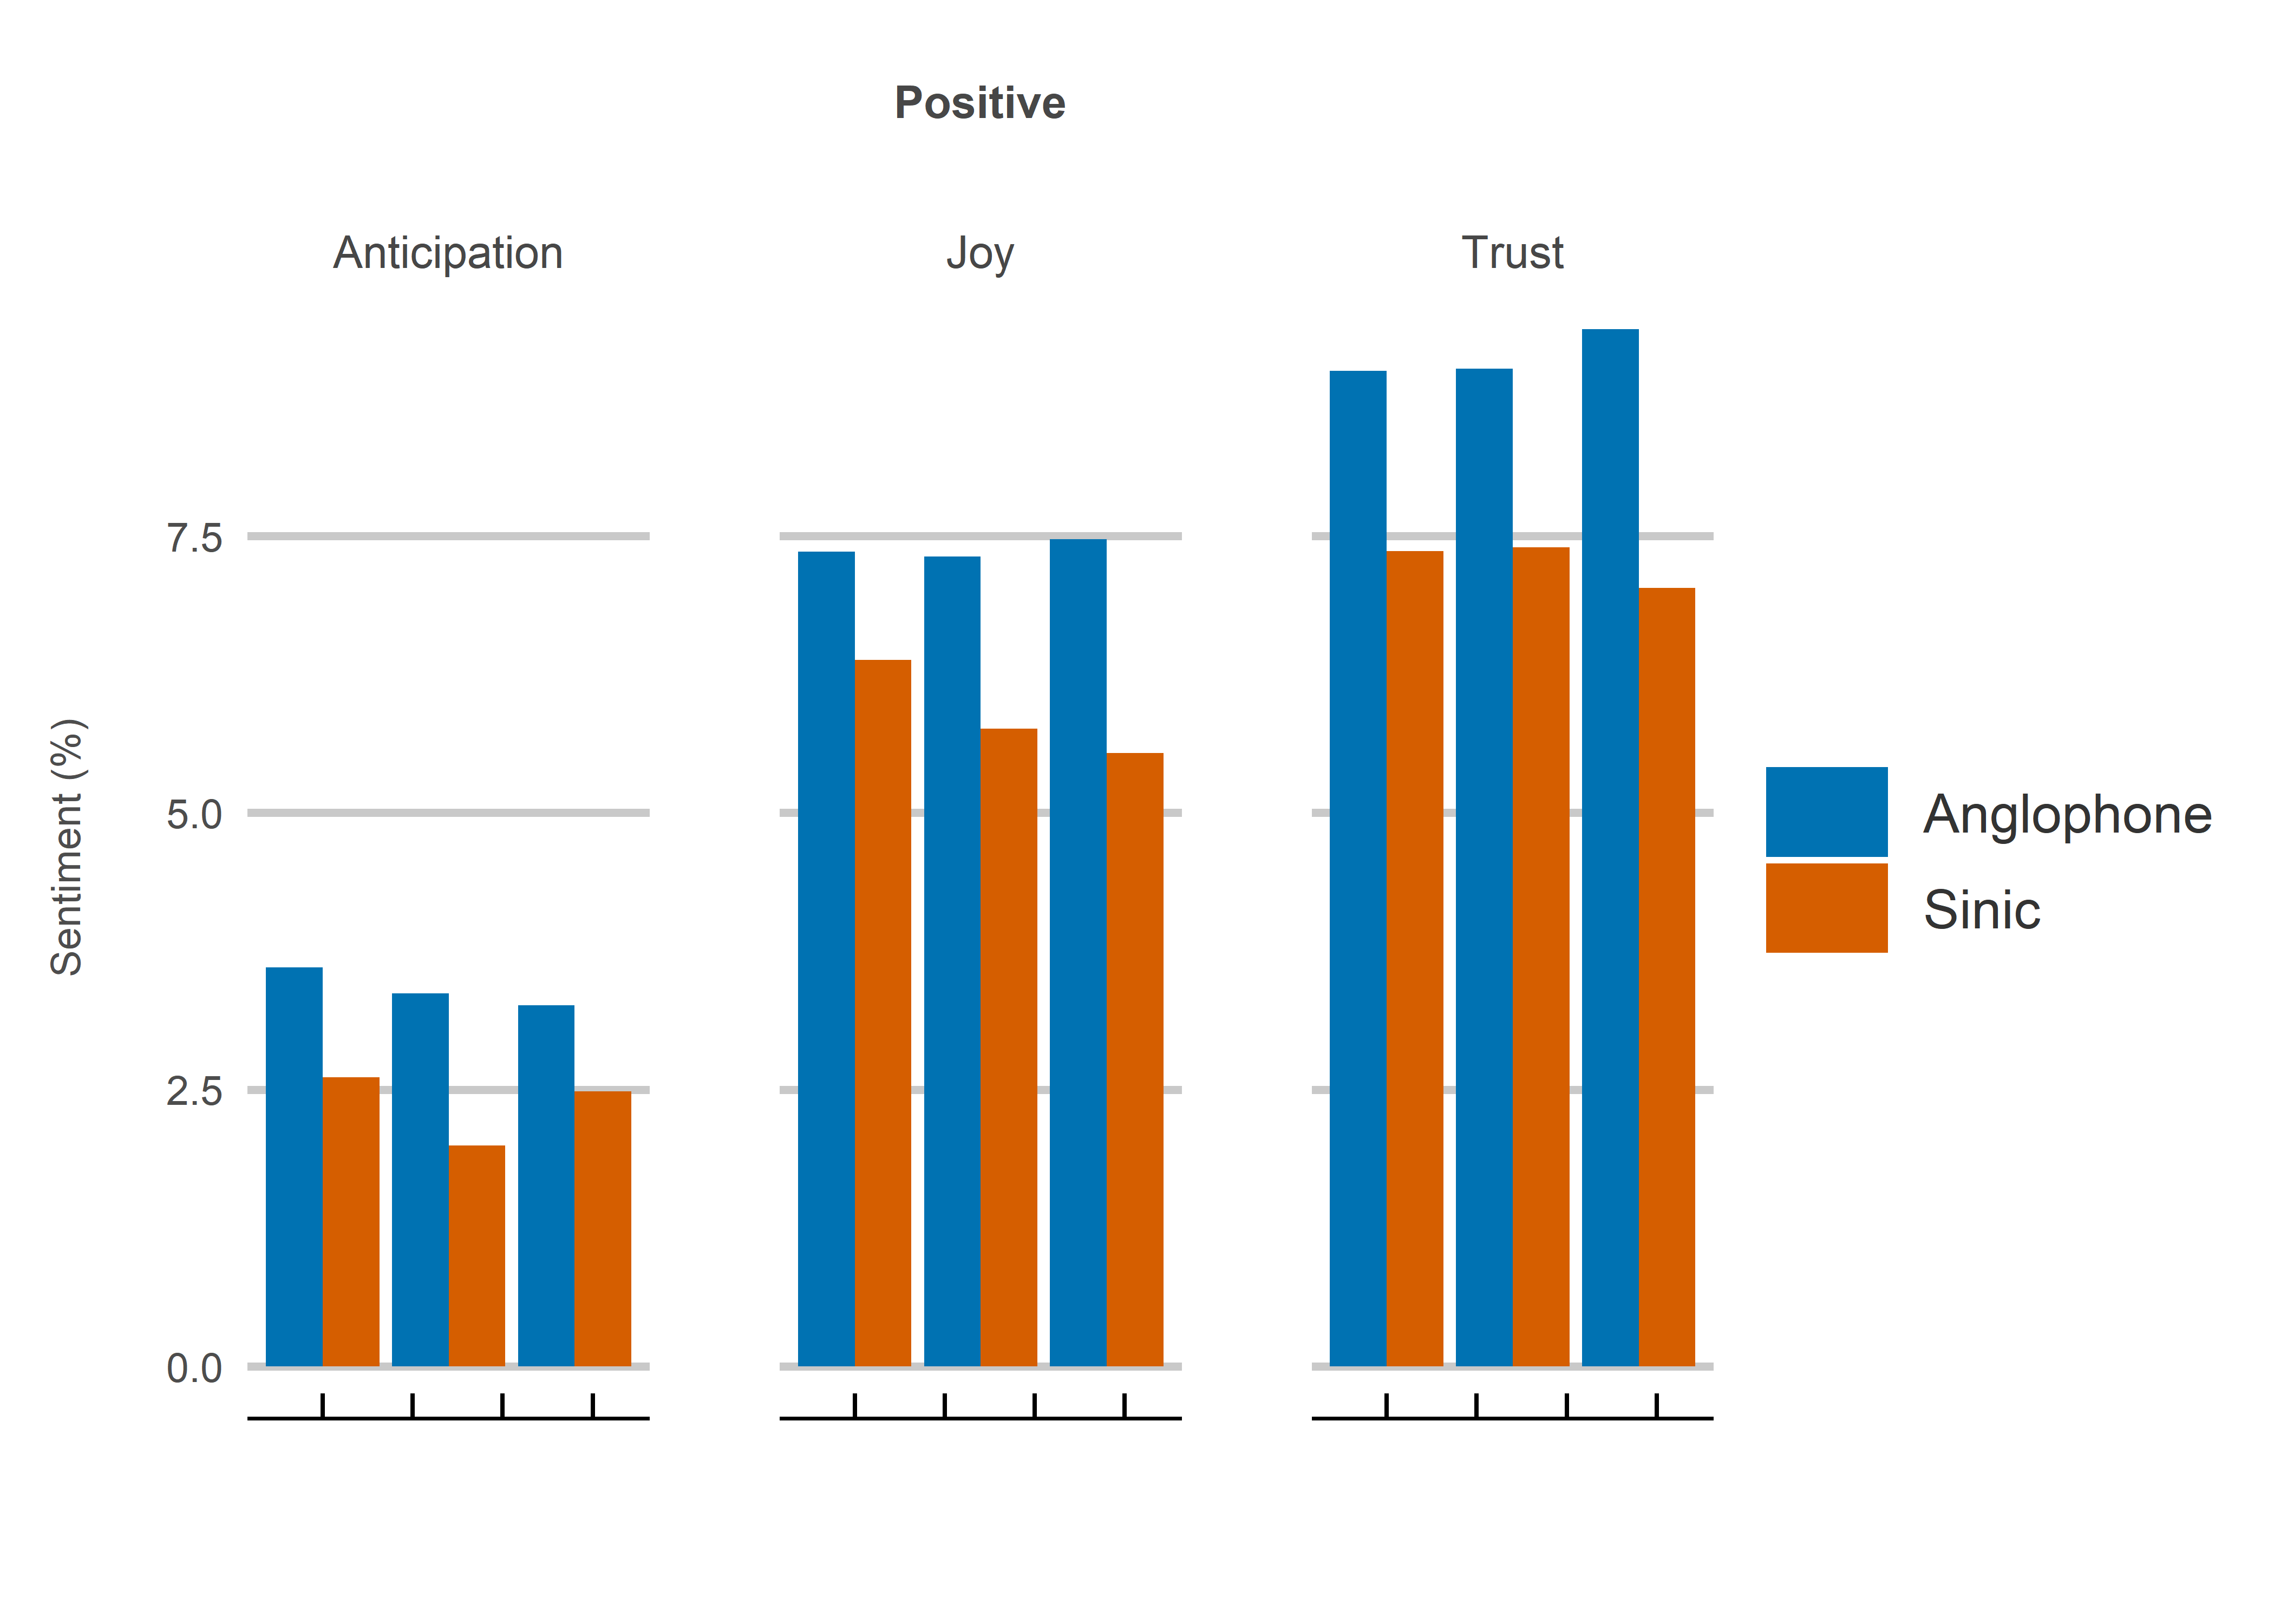 Positive
Anticipation
Joy
Trust
Sentiment (%)
7.5
5.0
2.5
0.0
Anglophone
Sinic